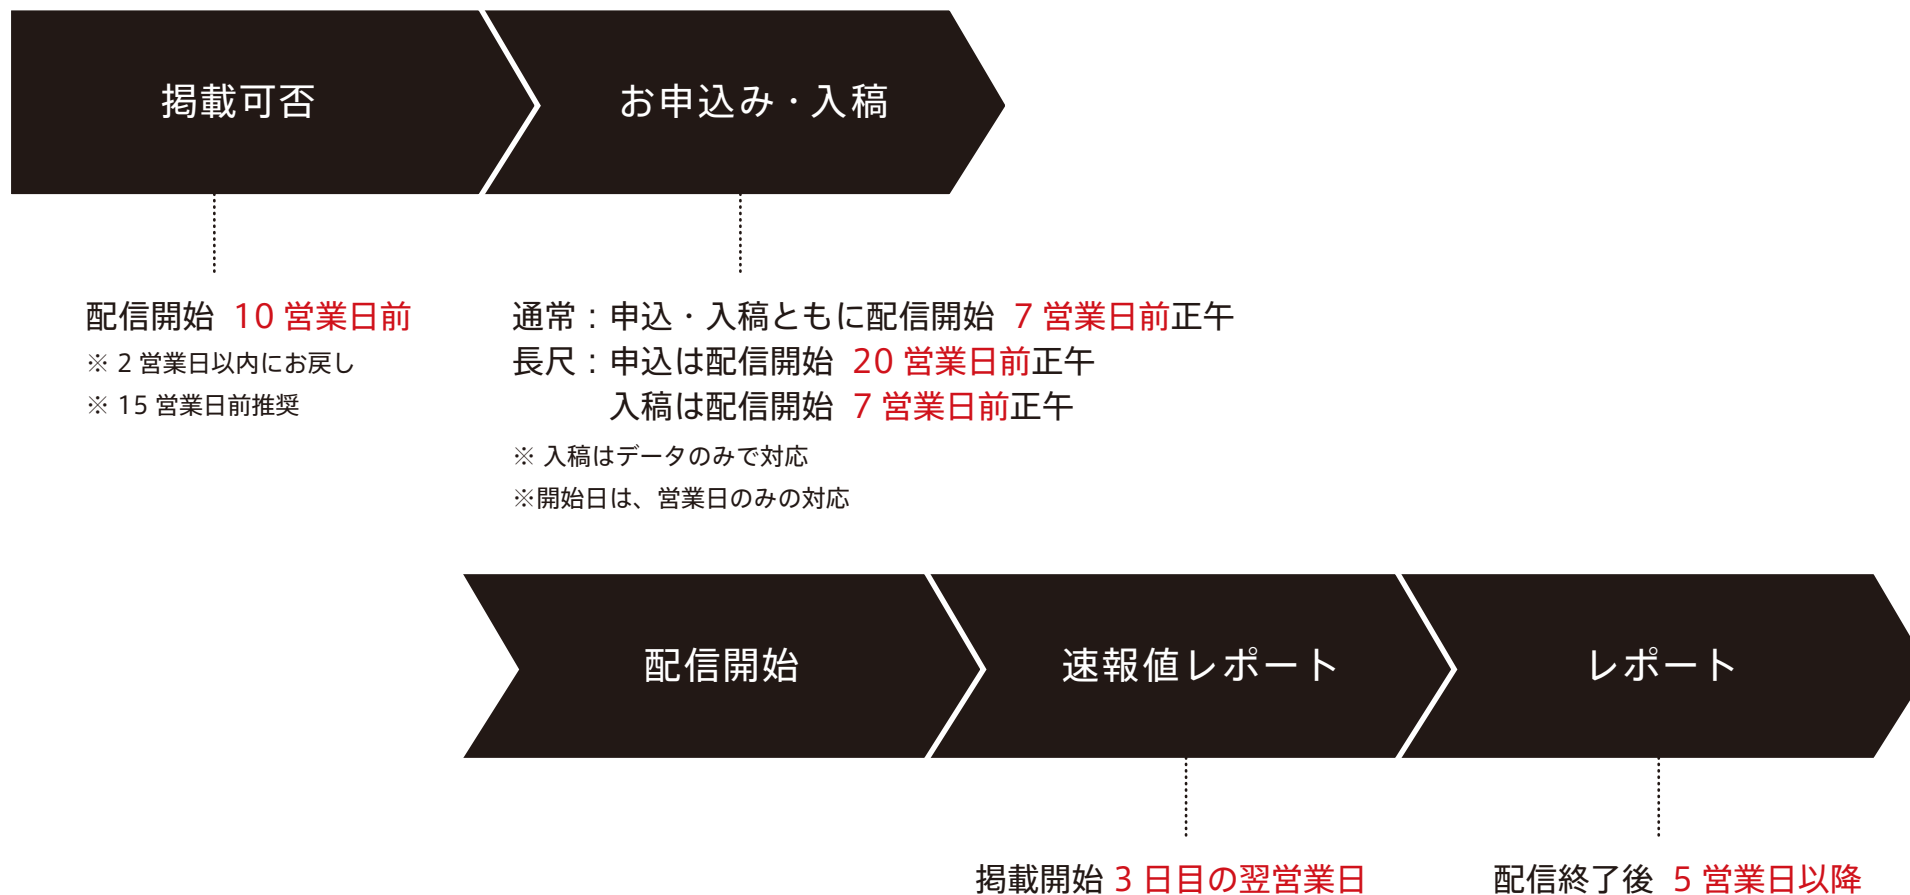 掲載可否
お申込み・入稿
配信開始 10 営業日前
※ 2 営業日以内にお戻し
※ 15 営業日前推奨
通常：申込・入稿ともに配信開始 7 営業日前正午
長尺：申込は配信開始 20 営業日前正午
入稿は配信開始 7 営業日前正午
※ 入稿はデータのみで対応
※開始日は、営業日のみの対応
配信開始
速報値レポート
レポート
掲載開始 3 日目の翌営業日
配信終了後 5 営業日以降